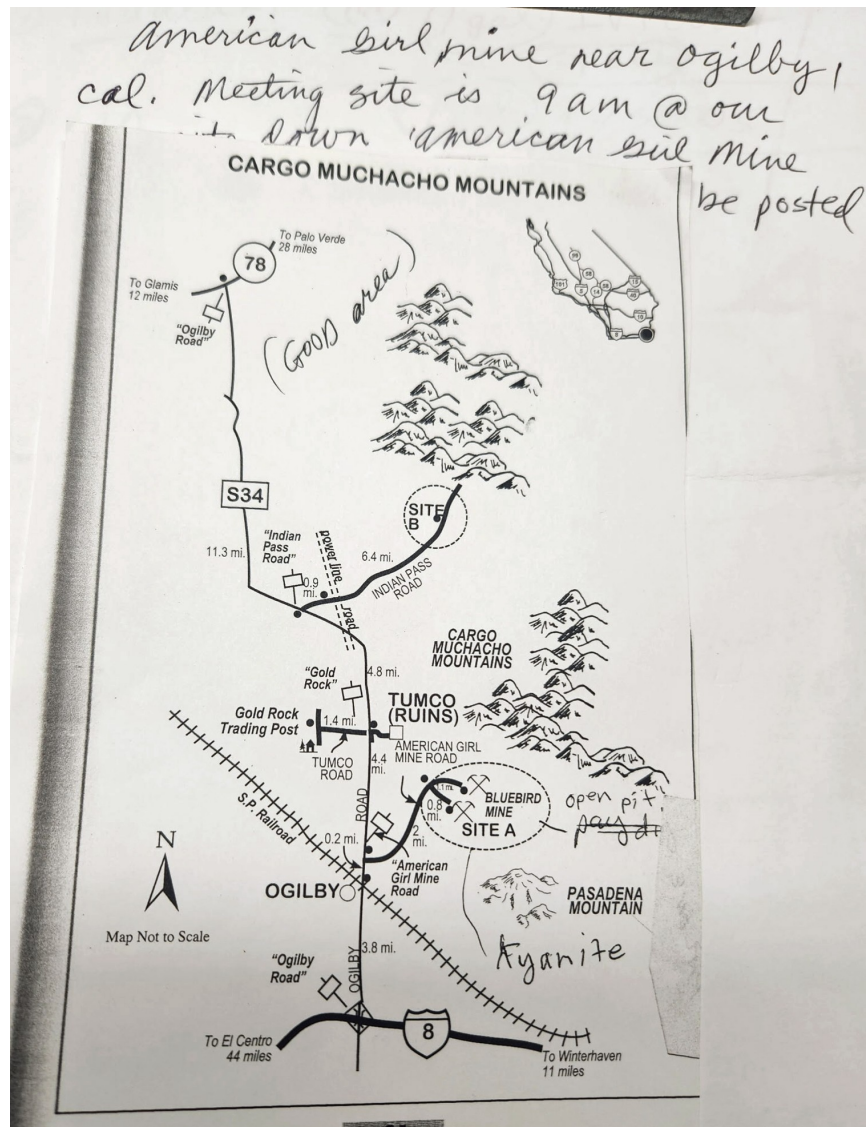 American Girl mine near Ogilby,
cal. Meeting site is 9am @ our
Down 'american Girl Mine
be posted
CARGO MUCHACHO MOUNTAINS
To Palo Verde
28 miles
78
To Glamis
12 miles
"Ogilby
Road"
(GOOD area)
101
S34
SITE
B
"Indian
Pass
Road"
power line
road
11.3 mi.
6.4 mi.
0.9
mi.
INDIAN PASS
ROAD
CARGO
MUCHACHO
MOUNTAINS
4.8 mi.
"Gold
Rock"
TUMCO
(RUINS)
Gold Rock
Trading Post
1.4 mi.
AMERICAN GIRL
MINE ROAD
TUMCO
ROAD
4.4
mi.
S.P. Railroad
ROAD
1.1 mi.
0.8
mi.
BLUEBIRD
MINE
SITE A
open pit
2
mi.
0.2 mi.
"American
Girl Mine
Road
N
OGILBY
PASADENA
MOUNTAIN
Map Not to Scale
Kyanite
3.8 mi.
"Ogilby
Road"
OGILBY
8
To El Centro
44 miles
To Winterhaven
11 miles